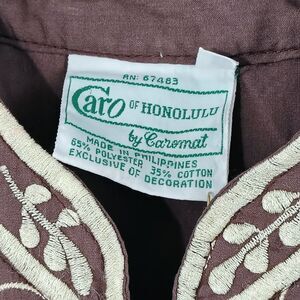 RN: 67483
Caro OF HONOLULU
by Caromat
MADE IN PHILIPPINES
65% POLYESTER 35% COTTON
EXCLUSIVE OF DECORATION